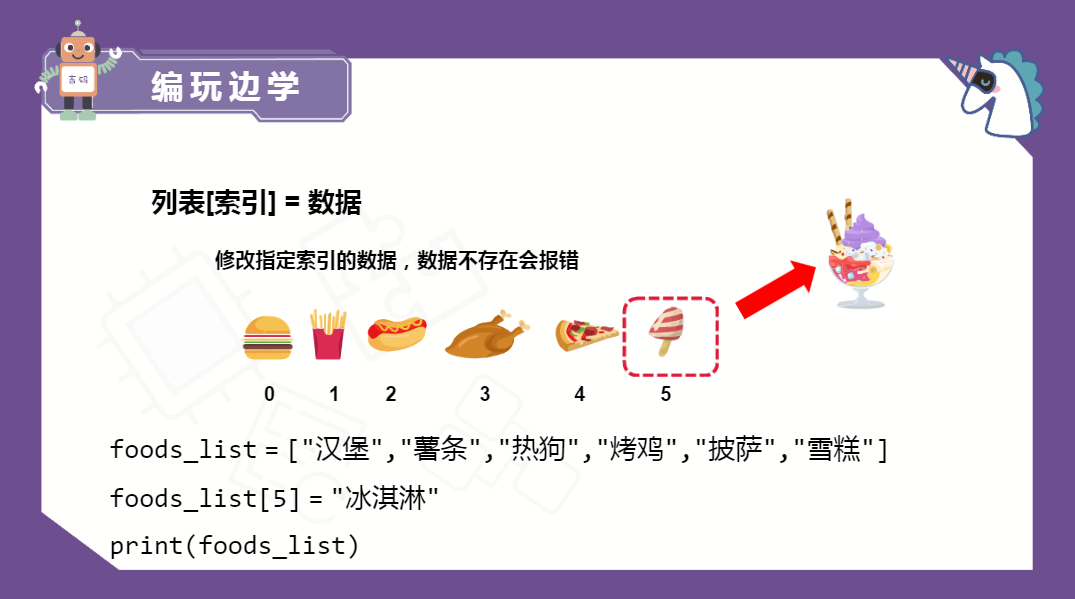 言码
编玩边学
列表[索引] = 数据
修改指定索引的数据，数据不存在会报错
0 1 2 3 4 5
foods_list = ["汉堡","薯条","热狗","烤鸡","披萨","雪糕"]
foods_list[5] = "冰淇淋"
print(foods_list)